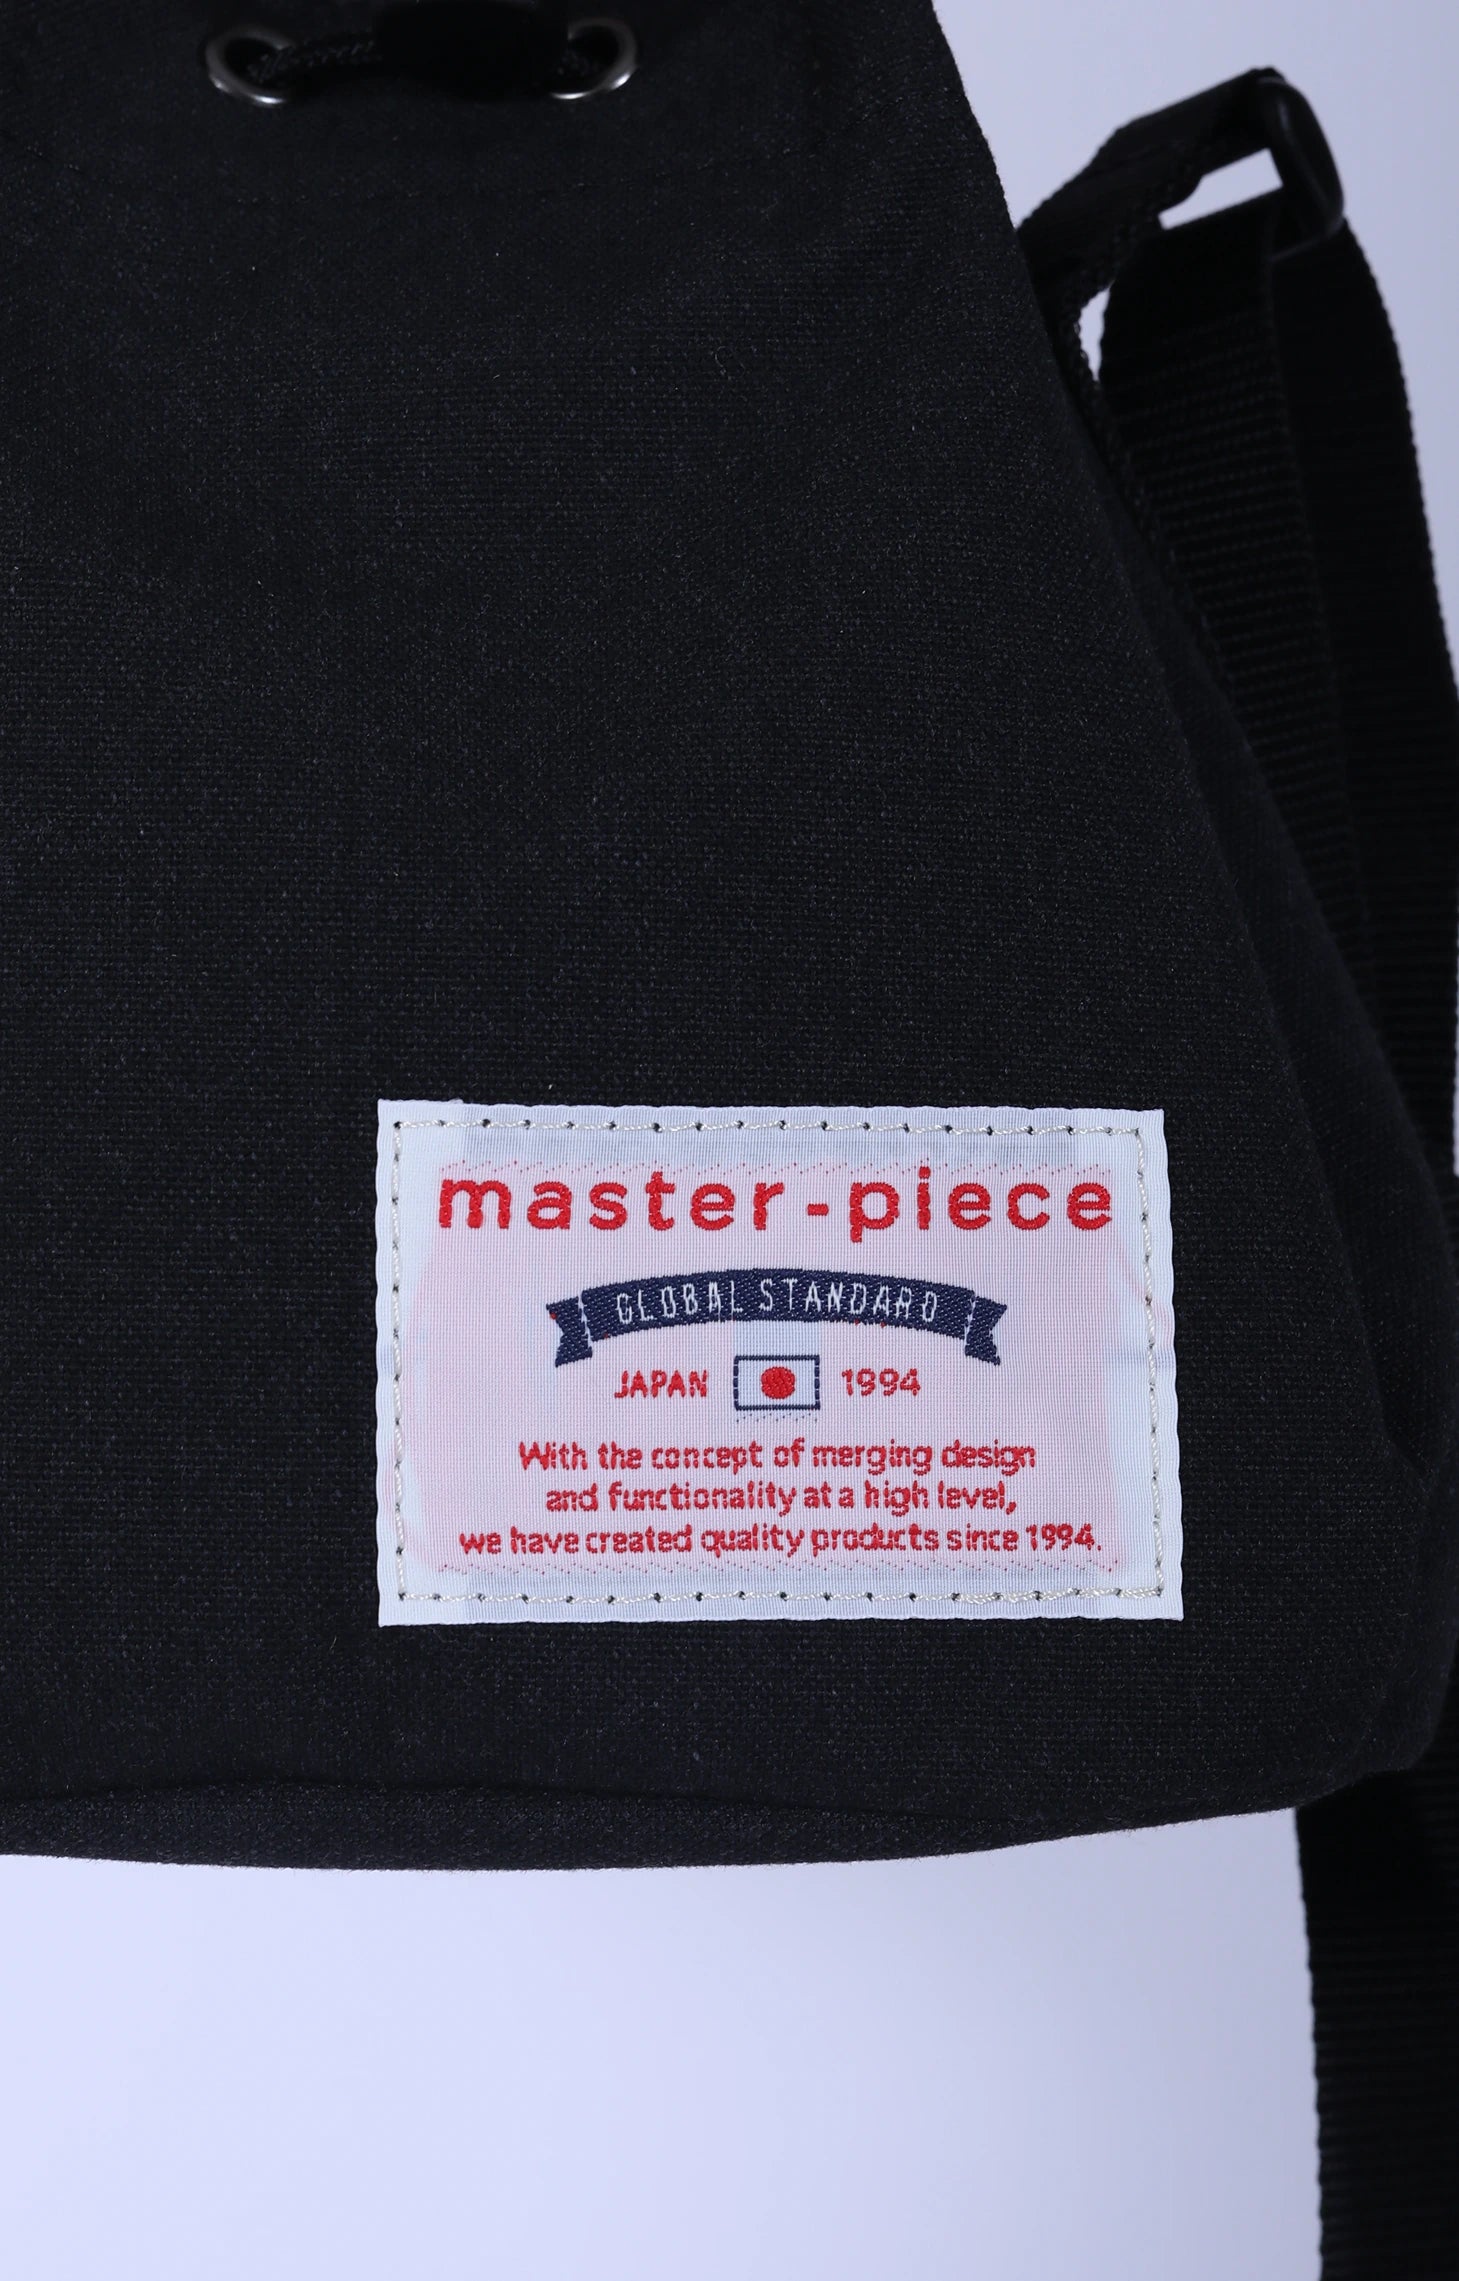 master-piece
GLOBAL STANDARD
JAPAN 1994
With the concept of merging design
and functionality at a high level,
we have created quality products since 1994.